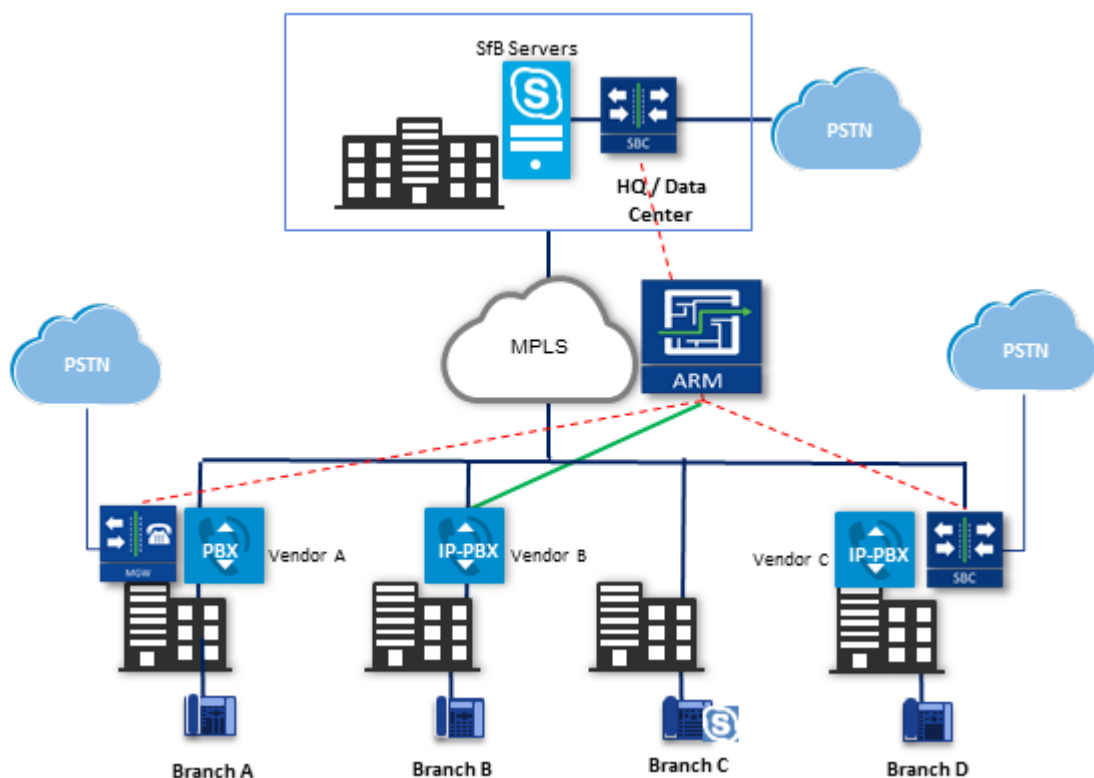 SfB Servers
S
SBC
PSTN
HQ / Data
Center
MPLS
ARM
PSTN
PSTN
MGW
PBX
Vendor A
IP-PBX
Vendor B
Vendor C
IP-PBX
SBC
S
Branch A
Branch B
Branch C
Branch D